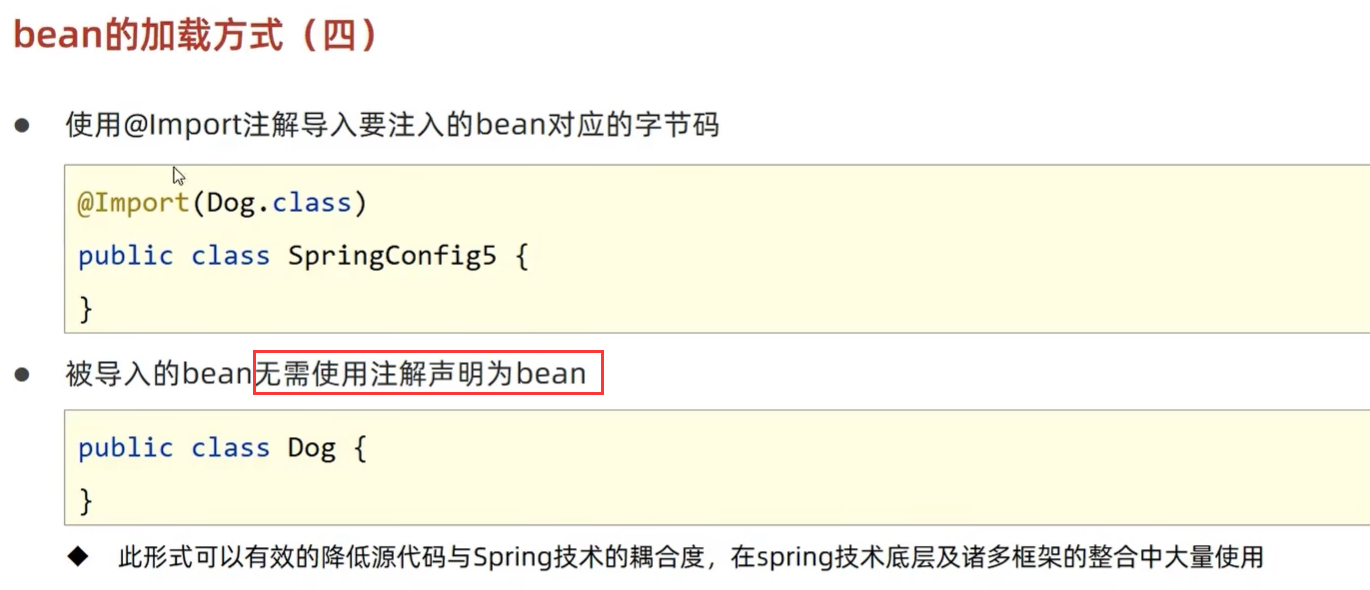 bean的加载方式（四）
使用@Import注解导入要注入的bean对应的字节码
@Import(Dog.class)
public class SpringConfig5 {
}
被导入的bean无需使用注解声明为bean
public class Dog {
}
此形式可以有效的降低源代码与Spring技术的耦合度，在spring技术底层及诸多框架的整合中大量使用